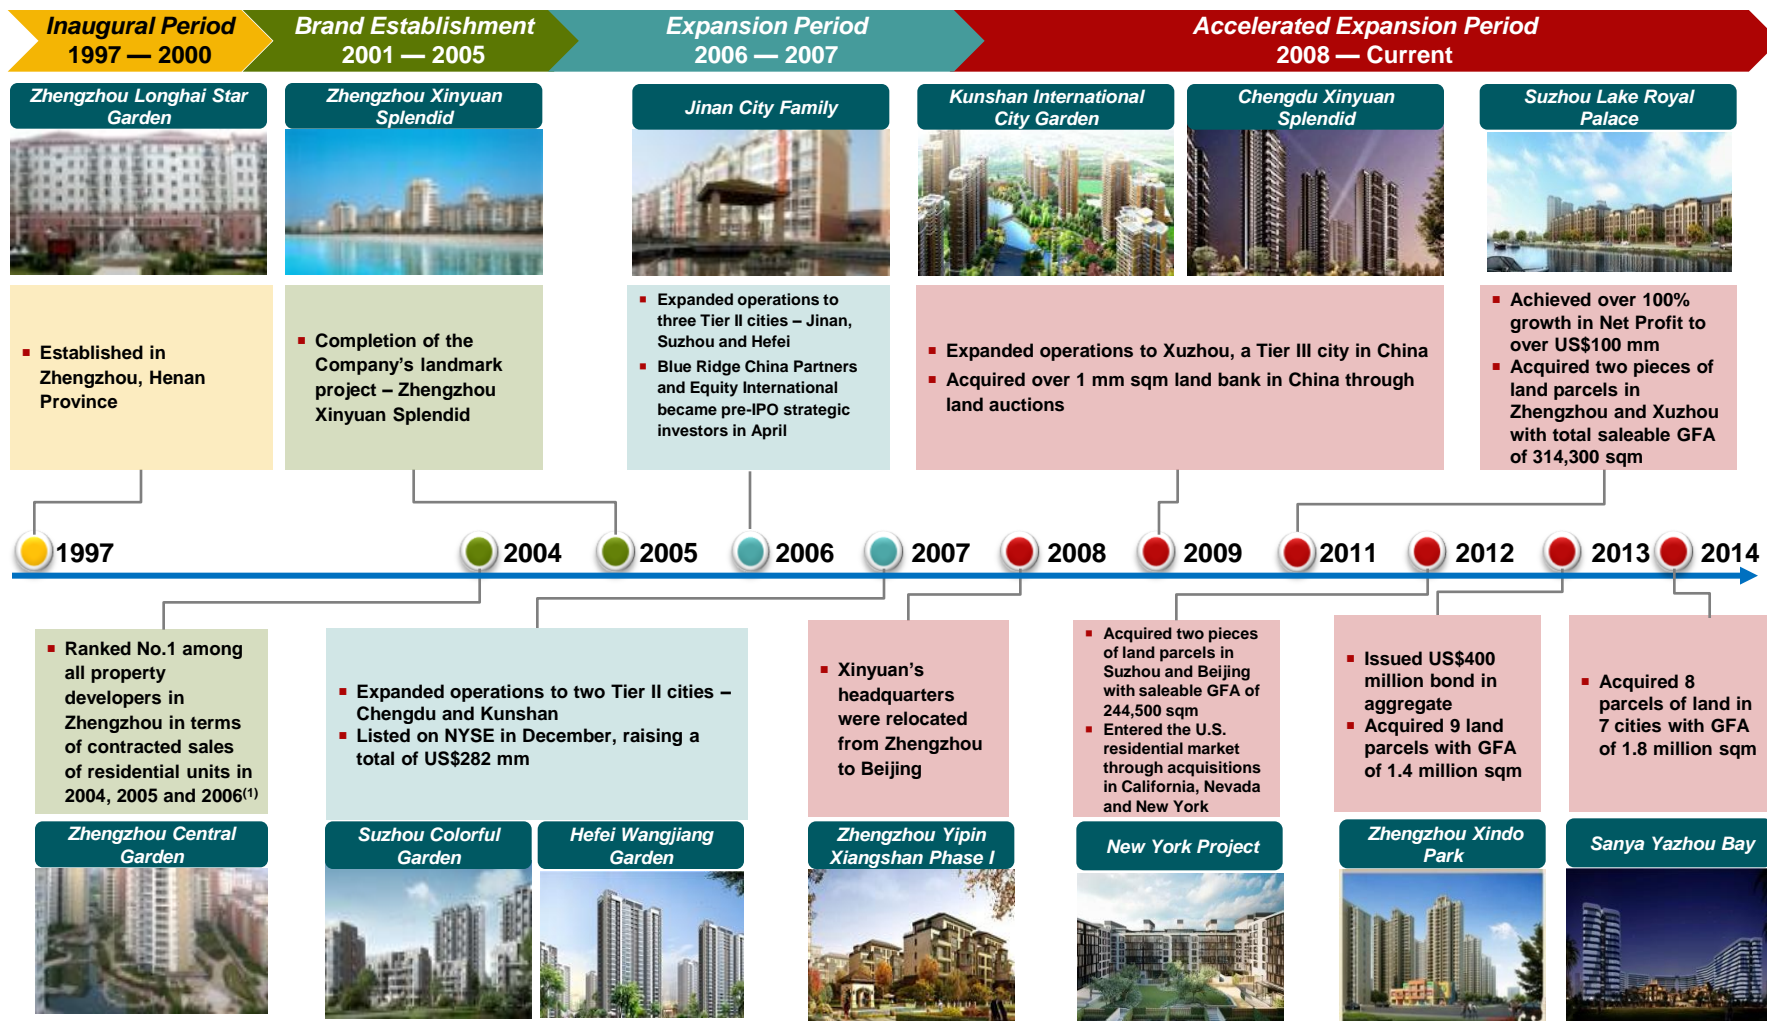 Inaugural Period
1997 — 2000
Brand Establishment
2001 — 2005
Expansion Period
2006 — 2007
Accelerated Expansion Period
2008 — Current
Zhengzhou Longhai Star
Garden
Zhengzhou Xinyuan
Splendid
Jinan City Family
Kunshan International
City Garden
Chengdu Xinyuan
Splendid
Suzhou Lake Royal
Palace
▪ Established in
Zhengzhou, Henan
Province
▪ Completion of the
Company’s landmark
project – Zhengzhou
Xinyuan Splendid
▪ Expanded operations to
three Tier II cities – Jinan,
Suzhou and Hefei
▪ Blue Ridge China Partners
and Equity International
became pre-IPO strategic
investors in April
▪ Expanded operations to Xuzhou, a Tier III city in China
▪ Acquired over 1 mm sqm land bank in China through
land auctions
▪ Achieved over 100%
growth in Net Profit to
over US$100 mm
▪ Acquired two pieces of
land parcels in
Zhengzhou and Xuzhou
with total saleable GFA
of 314,300 sqm
1997
2004
2005
2006
2007
2008
2009
2011
2012
2013
2014
▪ Ranked No.1 among
all property
developers in
Zhengzhou in terms
of contracted sales
of residential units in
2004, 2005 and 2006(1)
▪ Expanded operations to two Tier II cities –
Chengdu and Kunshan
▪ Listed on NYSE in December, raising a
total of US$282 mm
▪ Xinyuan’s
headquarters
were relocated
from Zhengzhou
to Beijing
▪ Acquired two pieces
of land parcels in
Suzhou and Beijing
with saleable GFA of
244,500 sqm
▪ Entered the U.S.
residential market
through acquisitions
in California, Nevada
and New York
▪ Issued US$400
million bond in
aggregate
▪ Acquired 9 land
parcels with GFA
of 1.4 million sqm
▪ Acquired 8
parcels of land in
7 cities with GFA
of 1.8 million sqm
Zhengzhou Central
Garden
Suzhou Colorful
Garden
Hefei Wangjiang
Garden
Zhengzhou Yipin
Xiangshan Phase I
New York Project
Zhengzhou Xindo
Park
Sanya Yazhou Bay